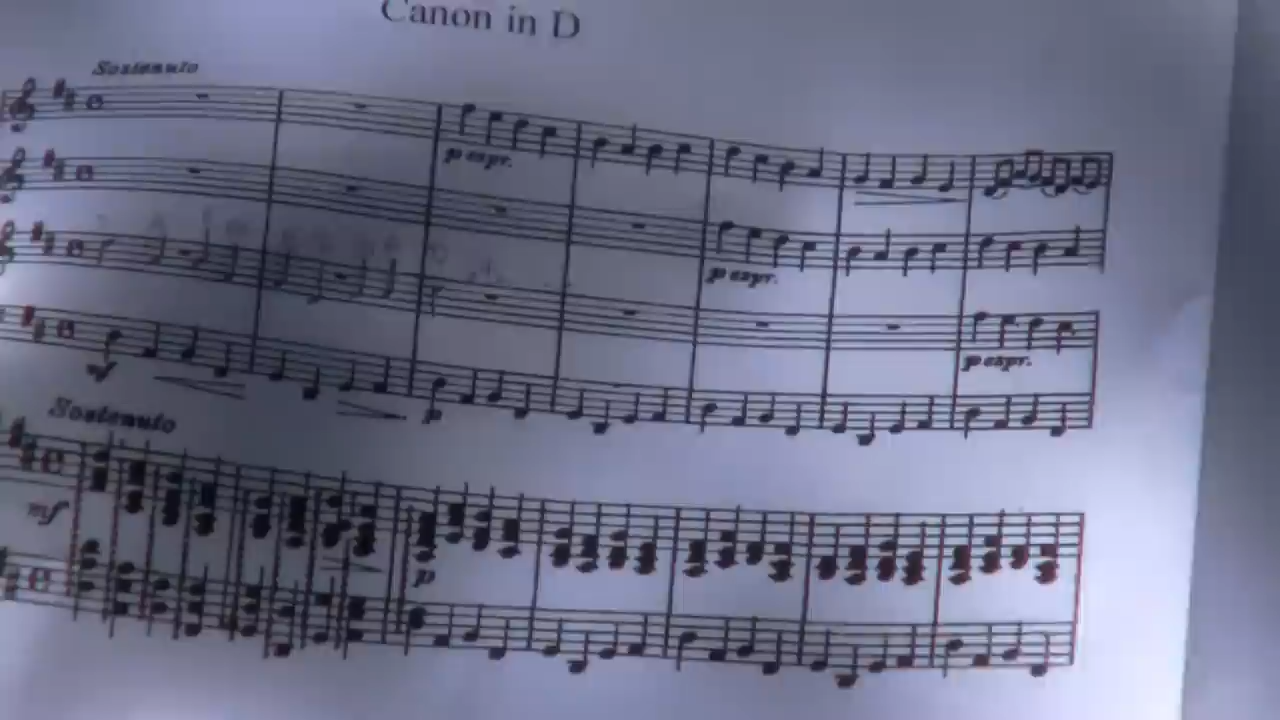 Canon in D
Sostenuto
p espr.
p espr.
p espr.
mf
p
Sostenuto
mf
p